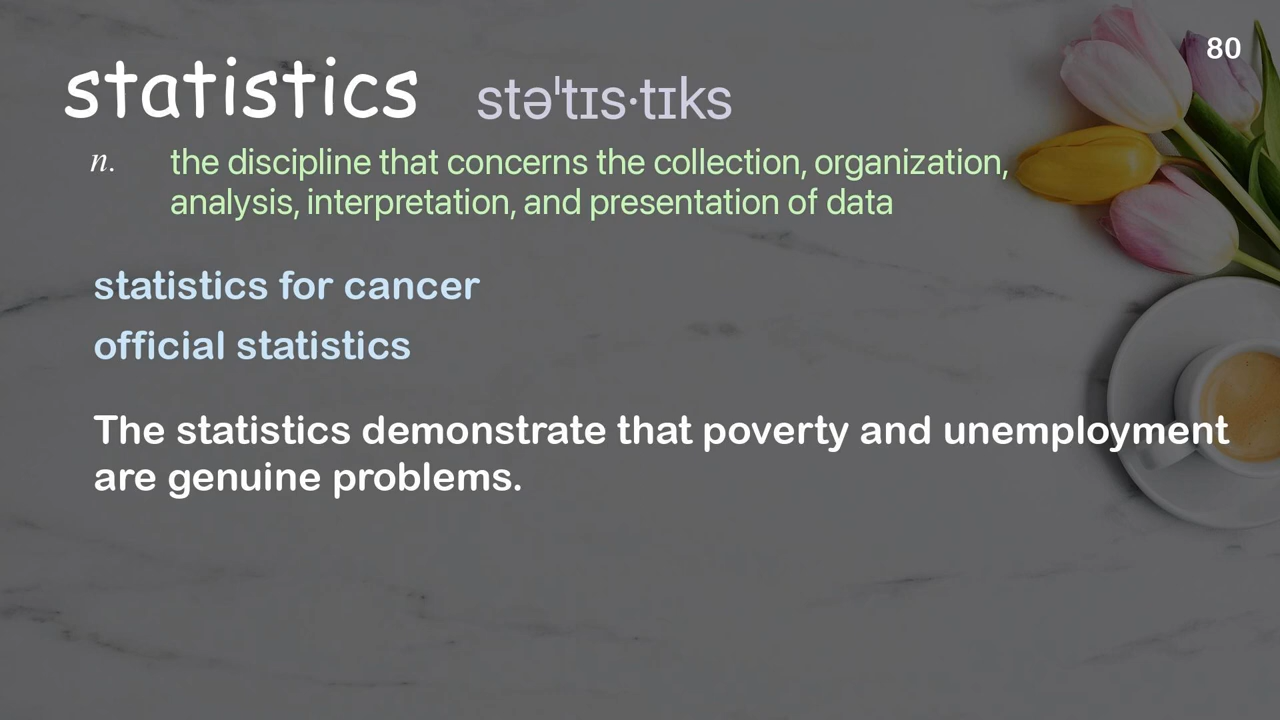 80
statistics stəˈtɪs·tɪks
n. the discipline that concerns the collection, organization,
analysis, interpretation, and presentation of data
statistics for cancer
official statistics
The statistics demonstrate that poverty and unemployment
are genuine problems.